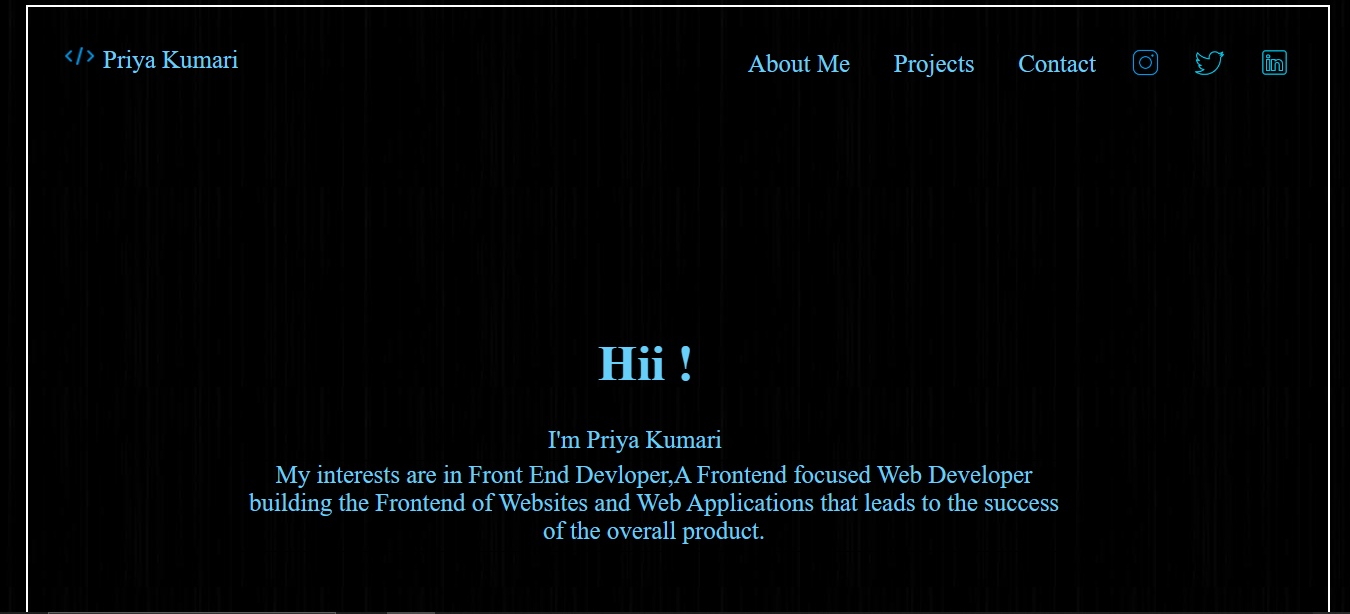 </> Priya Kumari
About Me Projects Contact
Hii !
I'm Priya Kumari
My interests are in Front End Devloper,A Frontend focused Web Developer
building the Frontend of Websites and Web Applications that leads to the success
of the overall product.